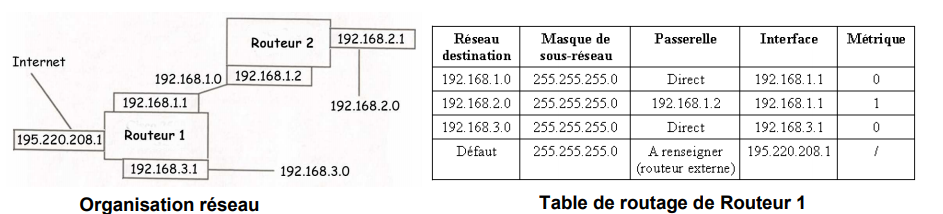 Routeur 2
192.168.2.1
Internet
192.168.1.0
192.168.1.2
192.168.1.1
192.168.2.0
195.220.208.1
Routeur 1
192.168.3.1
192.168.3.0
Organisation réseau
Réseau destination Masque de sous-réseau Passerelle Interface Métrique
192.168.1.0 255.255.255.0 Direct 192.168.1.1 0
192.168.2.0 255.255.255.0 192.168.1.2 192.168.1.1 1
192.168.3.0 255.255.255.0 Direct 192.168.3.1 0
Défaut 255.255.255.0 A renseigner (routeur externe) 195.220.208.1 /
Table de routage de Routeur 1